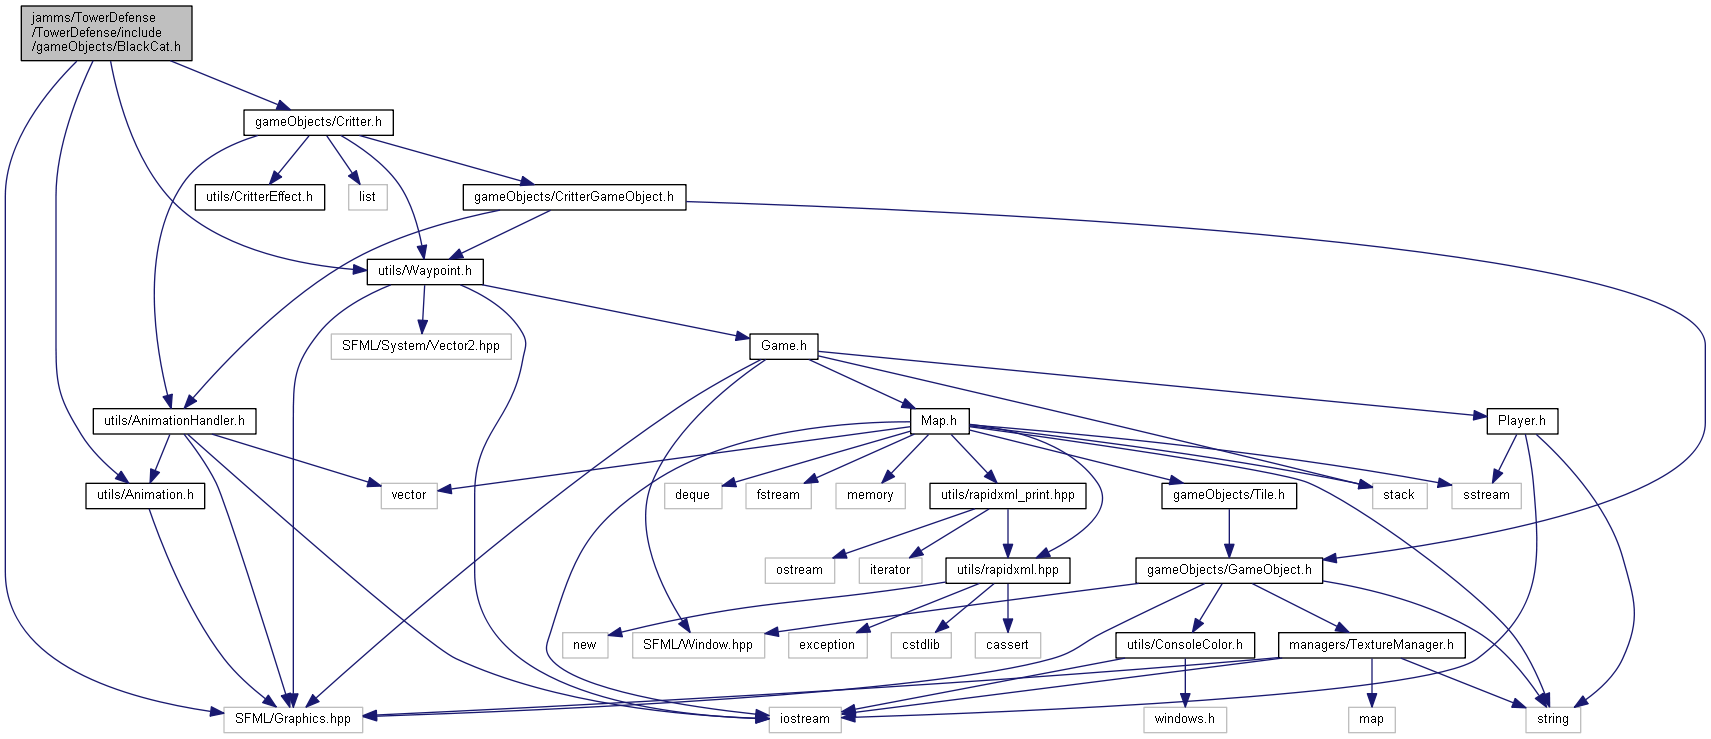 jamms/TowerDefense
/TowerDefense/include
/gameObjects/BlackCat.h
gameObjects/Critter.h
utils/CritterEffect.h
list
gameObjects/CritterGameObject.h
utils/Waypoint.h
SFML/System/Vector2.hpp
Game.h
utils/AnimationHandler.h
Map.h
Player.h
utils/Animation.h
vector
deque
fstream
memory
utils/rapidxml_print.hpp
gameObjects/Tile.h
stack
sstream
ostream
iterator
utils/rapidxml.hpp
gameObjects/GameObject.h
new
SFML/Window.hpp
exception
cstdlib
cassert
utils/ConsoleColor.h
managers/TextureManager.h
SFML/Graphics.hpp
iostream
windows.h
map
string